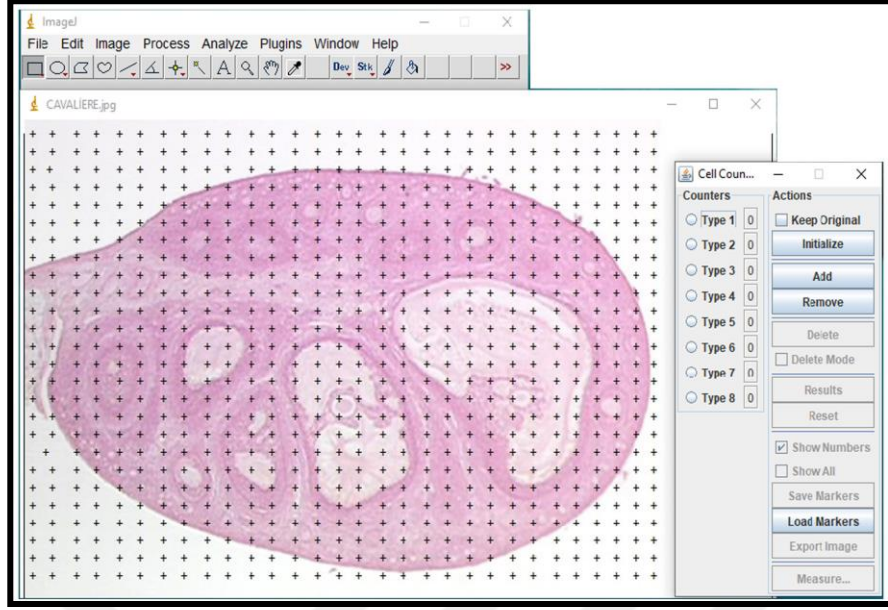 ImageJ
File Edit Image Process Analyze Plugins Window Help
A Dev Stk >>
CAVALIERE.jpg
Cell Coun...
Counters
Type 1 0
Type 2 0
Type 3 0
Type 4 0
Type 5 0
Type 6 0
Type 7 0
Type 8 0
Actions
Keep Original
Initialize
Add
Remove
Delete
Delete Mode
Results
Reset
Show Numbers
Show All
Save Markers
Load Markers
Export Image
Measure...